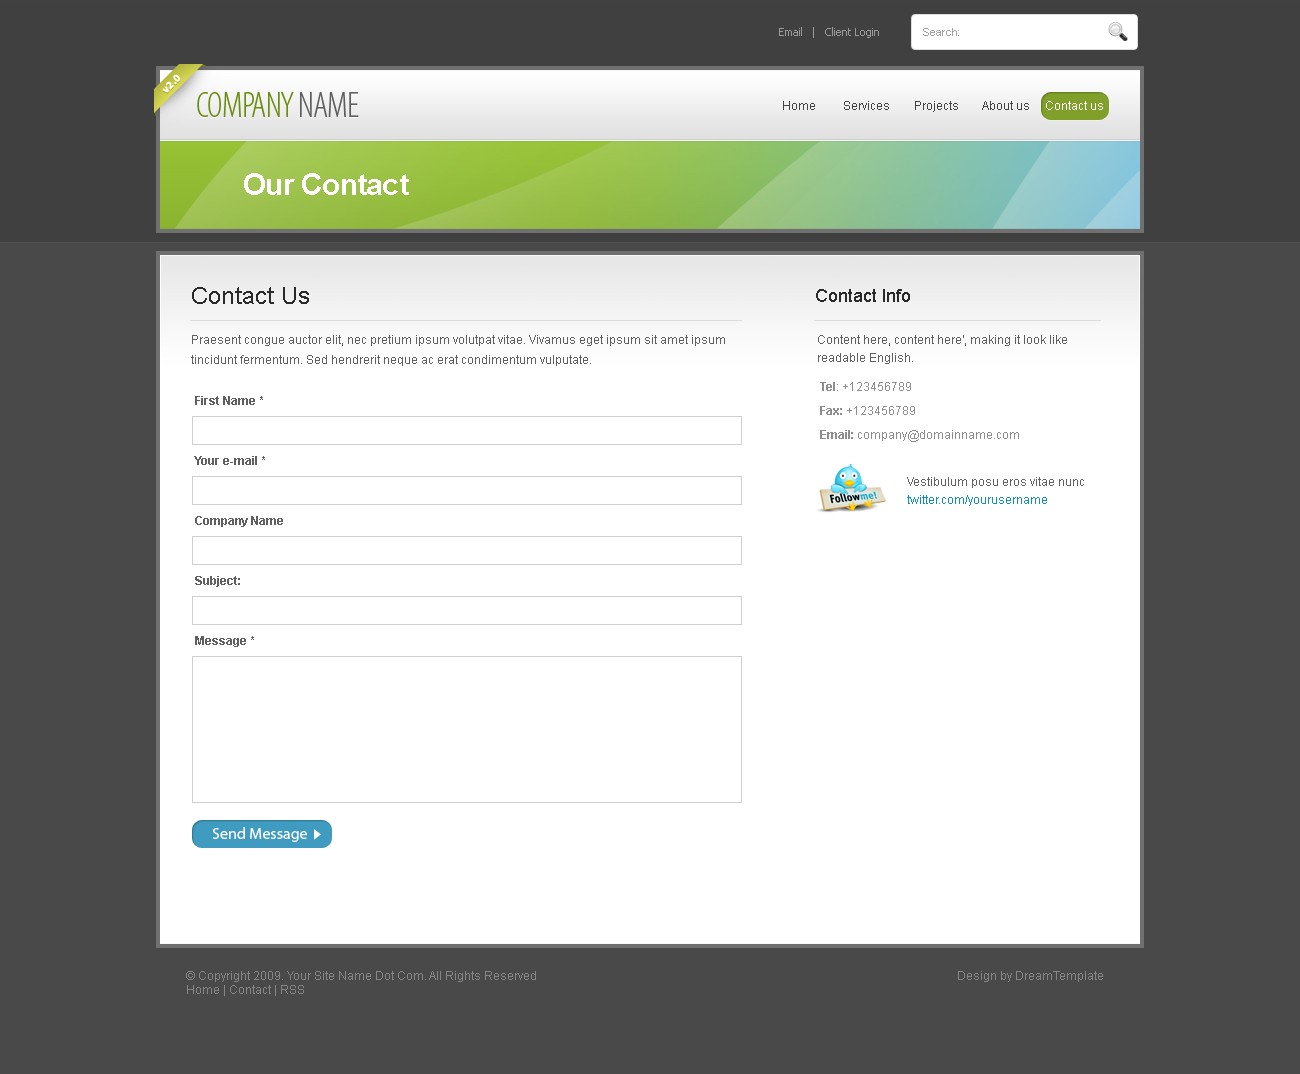 Email | Client Login
Search:
v2.0
COMPANY NAME
Home Services Projects About us Contact us
Our Contact
Contact Us
Praesent congue auctor elit, nec pretium ipsum volutpat vitae. Vivamus eget ipsum sit amet ipsum
tincidunt fermentum. Sed hendrerit neque ac erat condimentum vulputate.
First Name *
Your e-mail *
Company Name
Subject:
Message *
Send Message
Contact Info
Content here, content here', making it look like
readable English.
Tel: +123456789
Fax: +123456789
Email: company@domainname.com
Follow me!
Vestibulum posu eros vitae nunc
twitter.com/yourusername
© Copyright 2009. Your Site Name Dot Com. All Rights Reserved
Home | Contact | RSS
Design by DreamTemplate